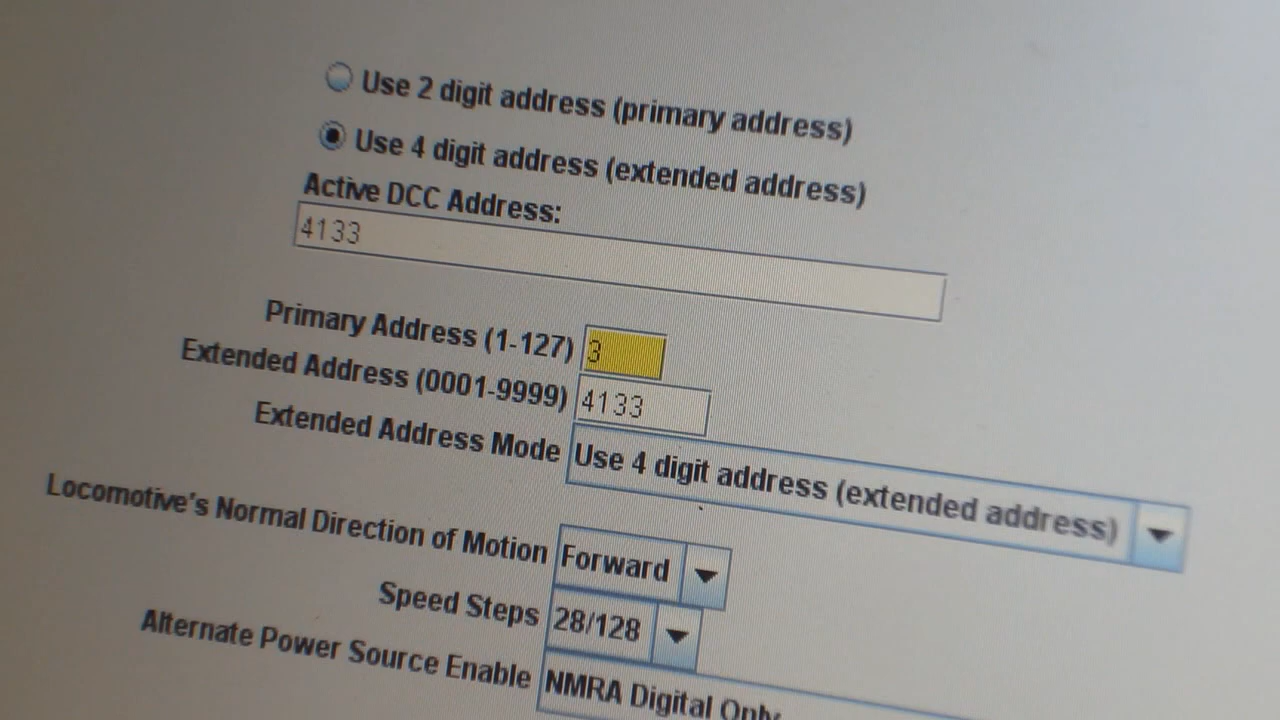 Use 2 digit address (primary address)
Use 4 digit address (extended address)
Active DCC Address:
4133
Primary Address (1-127) 3
Extended Address (0001-9999) 4133
Extended Address Mode Use 4 digit address (extended address)
Locomotive's Normal Direction of Motion Forward
Speed Steps 28/128
Alternate Power Source Enable NMRA Digital Only